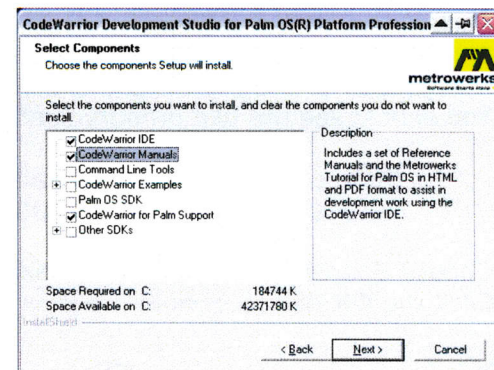 CodeWarrior Development Studio for Palm OS(R) Platform Profession
Select Components
Choose the components Setup will install.
metrowerks
Software Starts Here
Select the components you want to install, and clear the components you do not want to
install.
CodeWarrior IDE
CodeWarrior Manuals
Command Line Tools
CodeWarrior Examples
Palm OS SDK
CodeWarrior for Palm Support
Other SDKs
Description
Includes a set of Reference
Manuals and the Metrowerks
Tutorial for Palm OS in HTML
and PDF format to assist in
development work using the
CodeWarrior IDE.
Space Required on C: 184744 K
Space Available on C: 42371780 K
InstallShield
< Back Next > Cancel